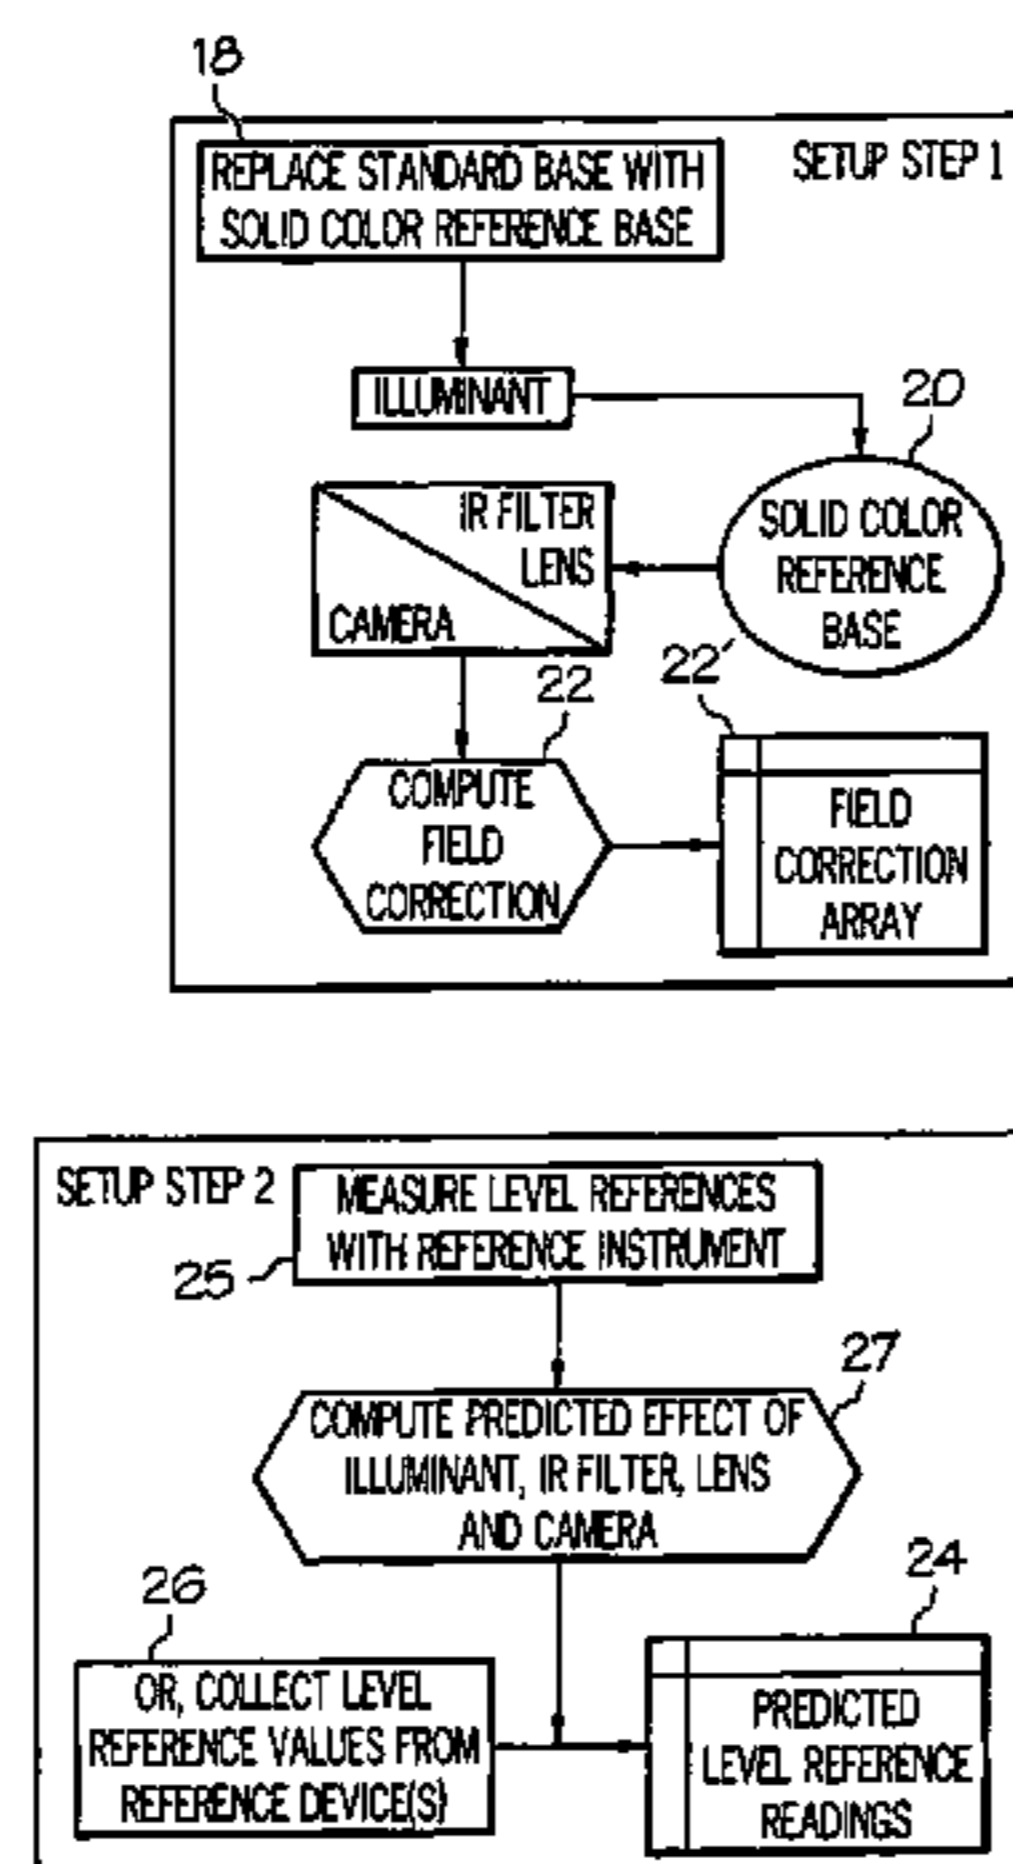 18
SETUP STEP 1
REPLACE STANDARD BASE WITH
SOLID COLOR REFERENCE BASE
ILLUMINANT
20
SOLID COLOR
REFERENCE
BASE
IR FILTER
LENS
CAMERA
22
22'
COMPUTE
FIELD
CORRECTION
FIELD
CORRECTION
ARRAY
SETUP STEP 2
MEASURE LEVEL REFERENCES
WITH REFERENCE INSTRUMENT
25
27
COMPUTE PREDICTED EFFECT OF
ILLUMINANT, IR FILTER, LENS
AND CAMERA
26
24
OR, COLLECT LEVEL
REFERENCE VALUES FROM
REFERENCE DEVICE(S)
PREDICTED
LEVEL REFERENCE
READINGS